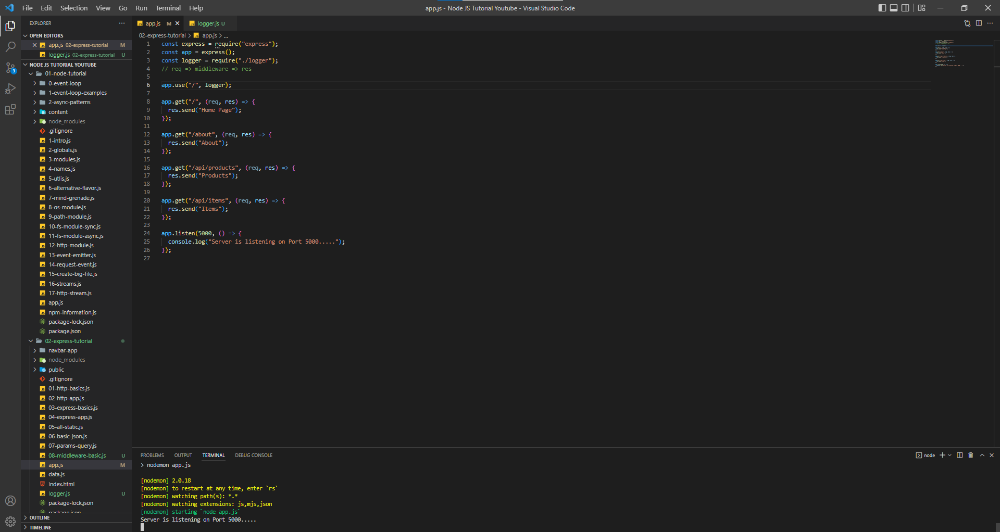 File Edit Selection View Go Run Terminal Help
app.js - Node JS Tutorial Youtube - Visual Studio Code
EXPLORER
OPEN EDITORS
app.js 02-express-tutorial M
logger.js 02-express-tutorial U
NODE JS TUTORIAL YOUTUBE
01-node-tutorial
0-event-loop
1-event-loop-examples
2-async-patterns
content
node_modules
.gitignore
1-intro.js
2-globals.js
3-modules.js
4-names.js
5-utlis.js
6-alternative-flavor.js
7-mind-grenade.js
8-os-module.js
9-path-module.js
10-fs-module-sync.js
11-fs-module-async.js
12-http-module.js
13-event-emitter.js
14-request-event.js
15-create-big-file.js
16-streams.js
17-http-stream.js
app.js
npm-information.js
package-lock.json
package.json
02-express-tutorial
navbar-app
node_modules
public
.gitignore
01-http-basics.js
02-http-app.js
03-express-basics.js
04-express-app.js
05-all-static.js
06-basic-json.js
07-params-query.js
08-middleware-basic.js U
app.js M
data.js
index.html
logger.js U
package-lock.json
package.json
OUTLINE
TIMELINE
3
app.js M
logger.js U
02-express-tutorial > app.js > ...
1 const express = require("express");
2 const app = express();
3 const logger = require("./logger");
4 // req => middleware => res
5
6 app.use("/", logger);
7
8 app.get("/", (req, res) => {
9 res.send("Home Page");
10 });
11
12 app.get("/about", (req, res) => {
13 res.send("About");
14 });
15
16 app.get("/api/products", (req, res) => {
17 res.send("Products");
18 });
19
20 app.get("/api/items", (req, res) => {
21 res.send("Items");
22 });
23
24 app.listen(5000, () => {
25 console.log("Server is listening on Port 5000.....");
26 });
27
PROBLEMS OUTPUT TERMINAL DEBUG CONSOLE
node
> nodemon app.js
[nodemon] 2.0.18
[nodemon] to restart at any time, enter `rs`
[nodemon] watching path(s): *.*
[nodemon] watching extensions: js,mjs,json
[nodemon] starting `node app.js`
Server is listening on Port 5000.....